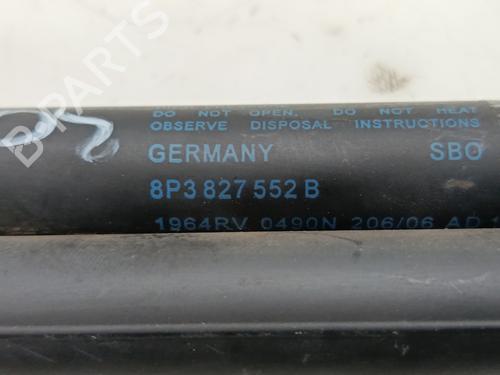 DO NOT OPEN. DO NOT HEAT
OBSERVE DISPOSAL INSTRUCTIONS
GERMANY SBO
8P3 827 552 B
1964RV 0490N 206/06 AD
B-PARTS